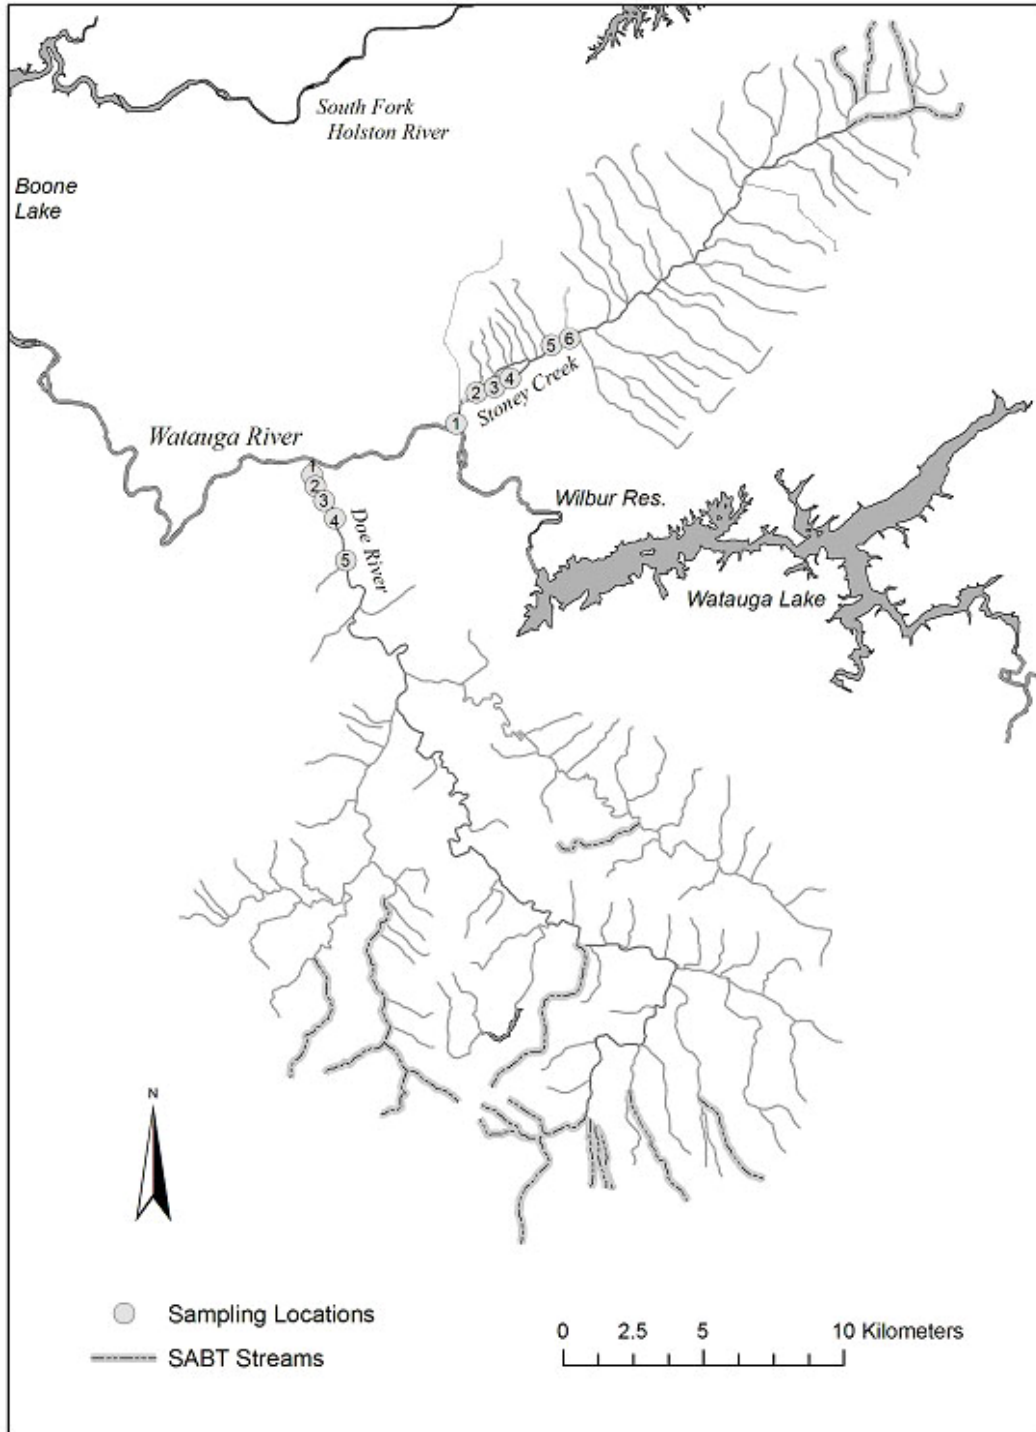 South Fork
Holston River
Boone
Lake
6
5
4
3
2
Stoney Creek
1
Watauga River
1
2
3
4
5
Doe River
Wilbur Res.
Watauga Lake
N
Sampling Locations
SABT Streams
0 2.5 5 10 Kilometers